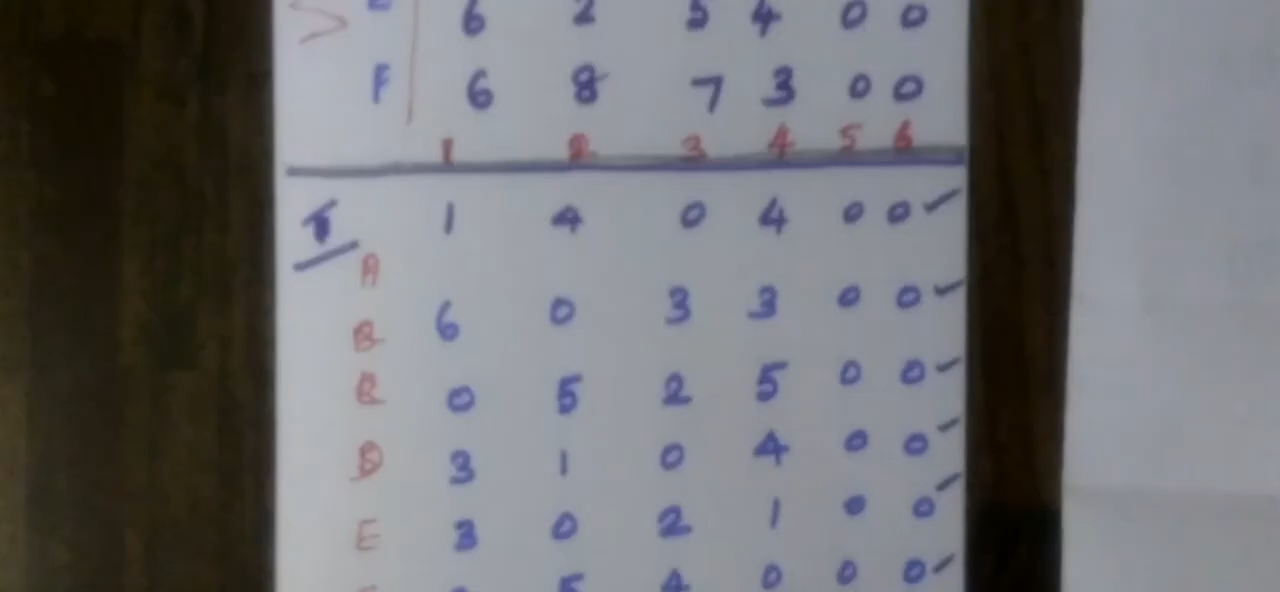 6 2 5 4 0 0
F 6 8 7 3 0 0
1 2 3 4 5 6
1 4 0 4 0 0 ✓
A
6 0 3 3 0 0 ✓
B
0 5 2 5 0 0 ✓
D 3 1 0 4 0 0 ✓
E 3 0 2 1 0 0 ✓
5 4 0 0 0 ✓